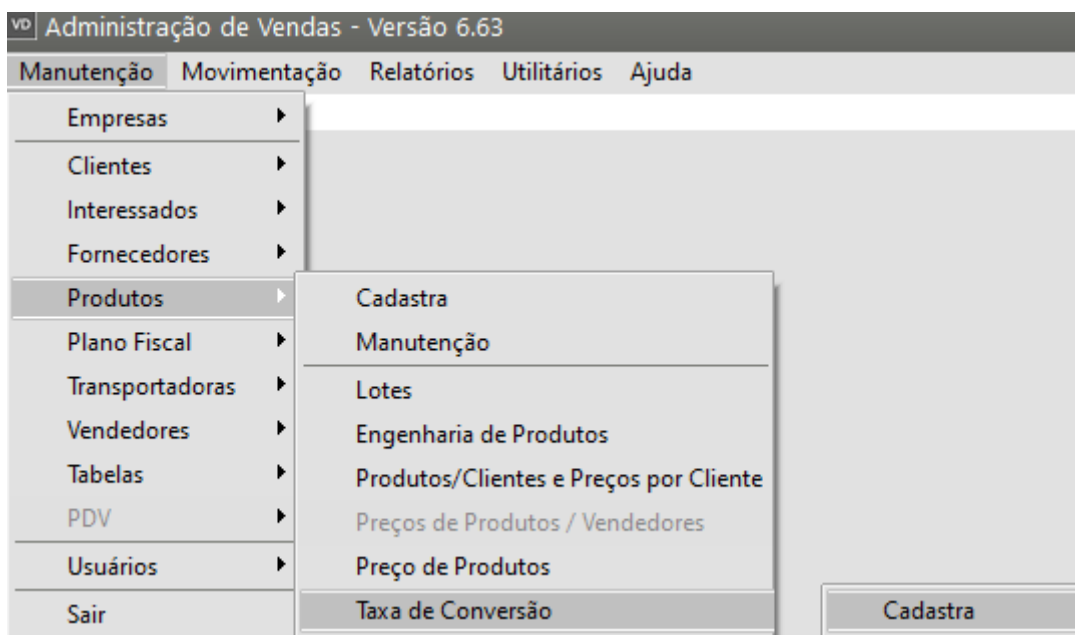 VD Administração de Vendas - Versão 6.63
Manutenção Movimentação Relatórios Utilitários Ajuda
Empresas
Clientes
Interessados
Fornecedores
Produtos
Plano Fiscal
Transportadoras
Vendedores
Tabelas
PDV
Usuários
Sair
Cadastra
Manutenção
Lotes
Engenharia de Produtos
Produtos/Clientes e Preços por Cliente
Preços de Produtos / Vendedores
Preço de Produtos
Taxa de Conversão
Cadastra